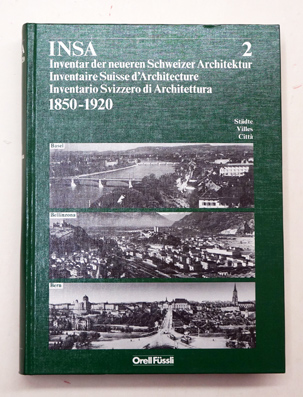 INSA 2
Inventar der neueren Schweizer Architektur
Inventaire Suisse d'Architecture
Inventario Svizzero di Architettura
1850-1920
Städte
Villes
Città
Basel
Bellinzona
Bern
Orell Füssli